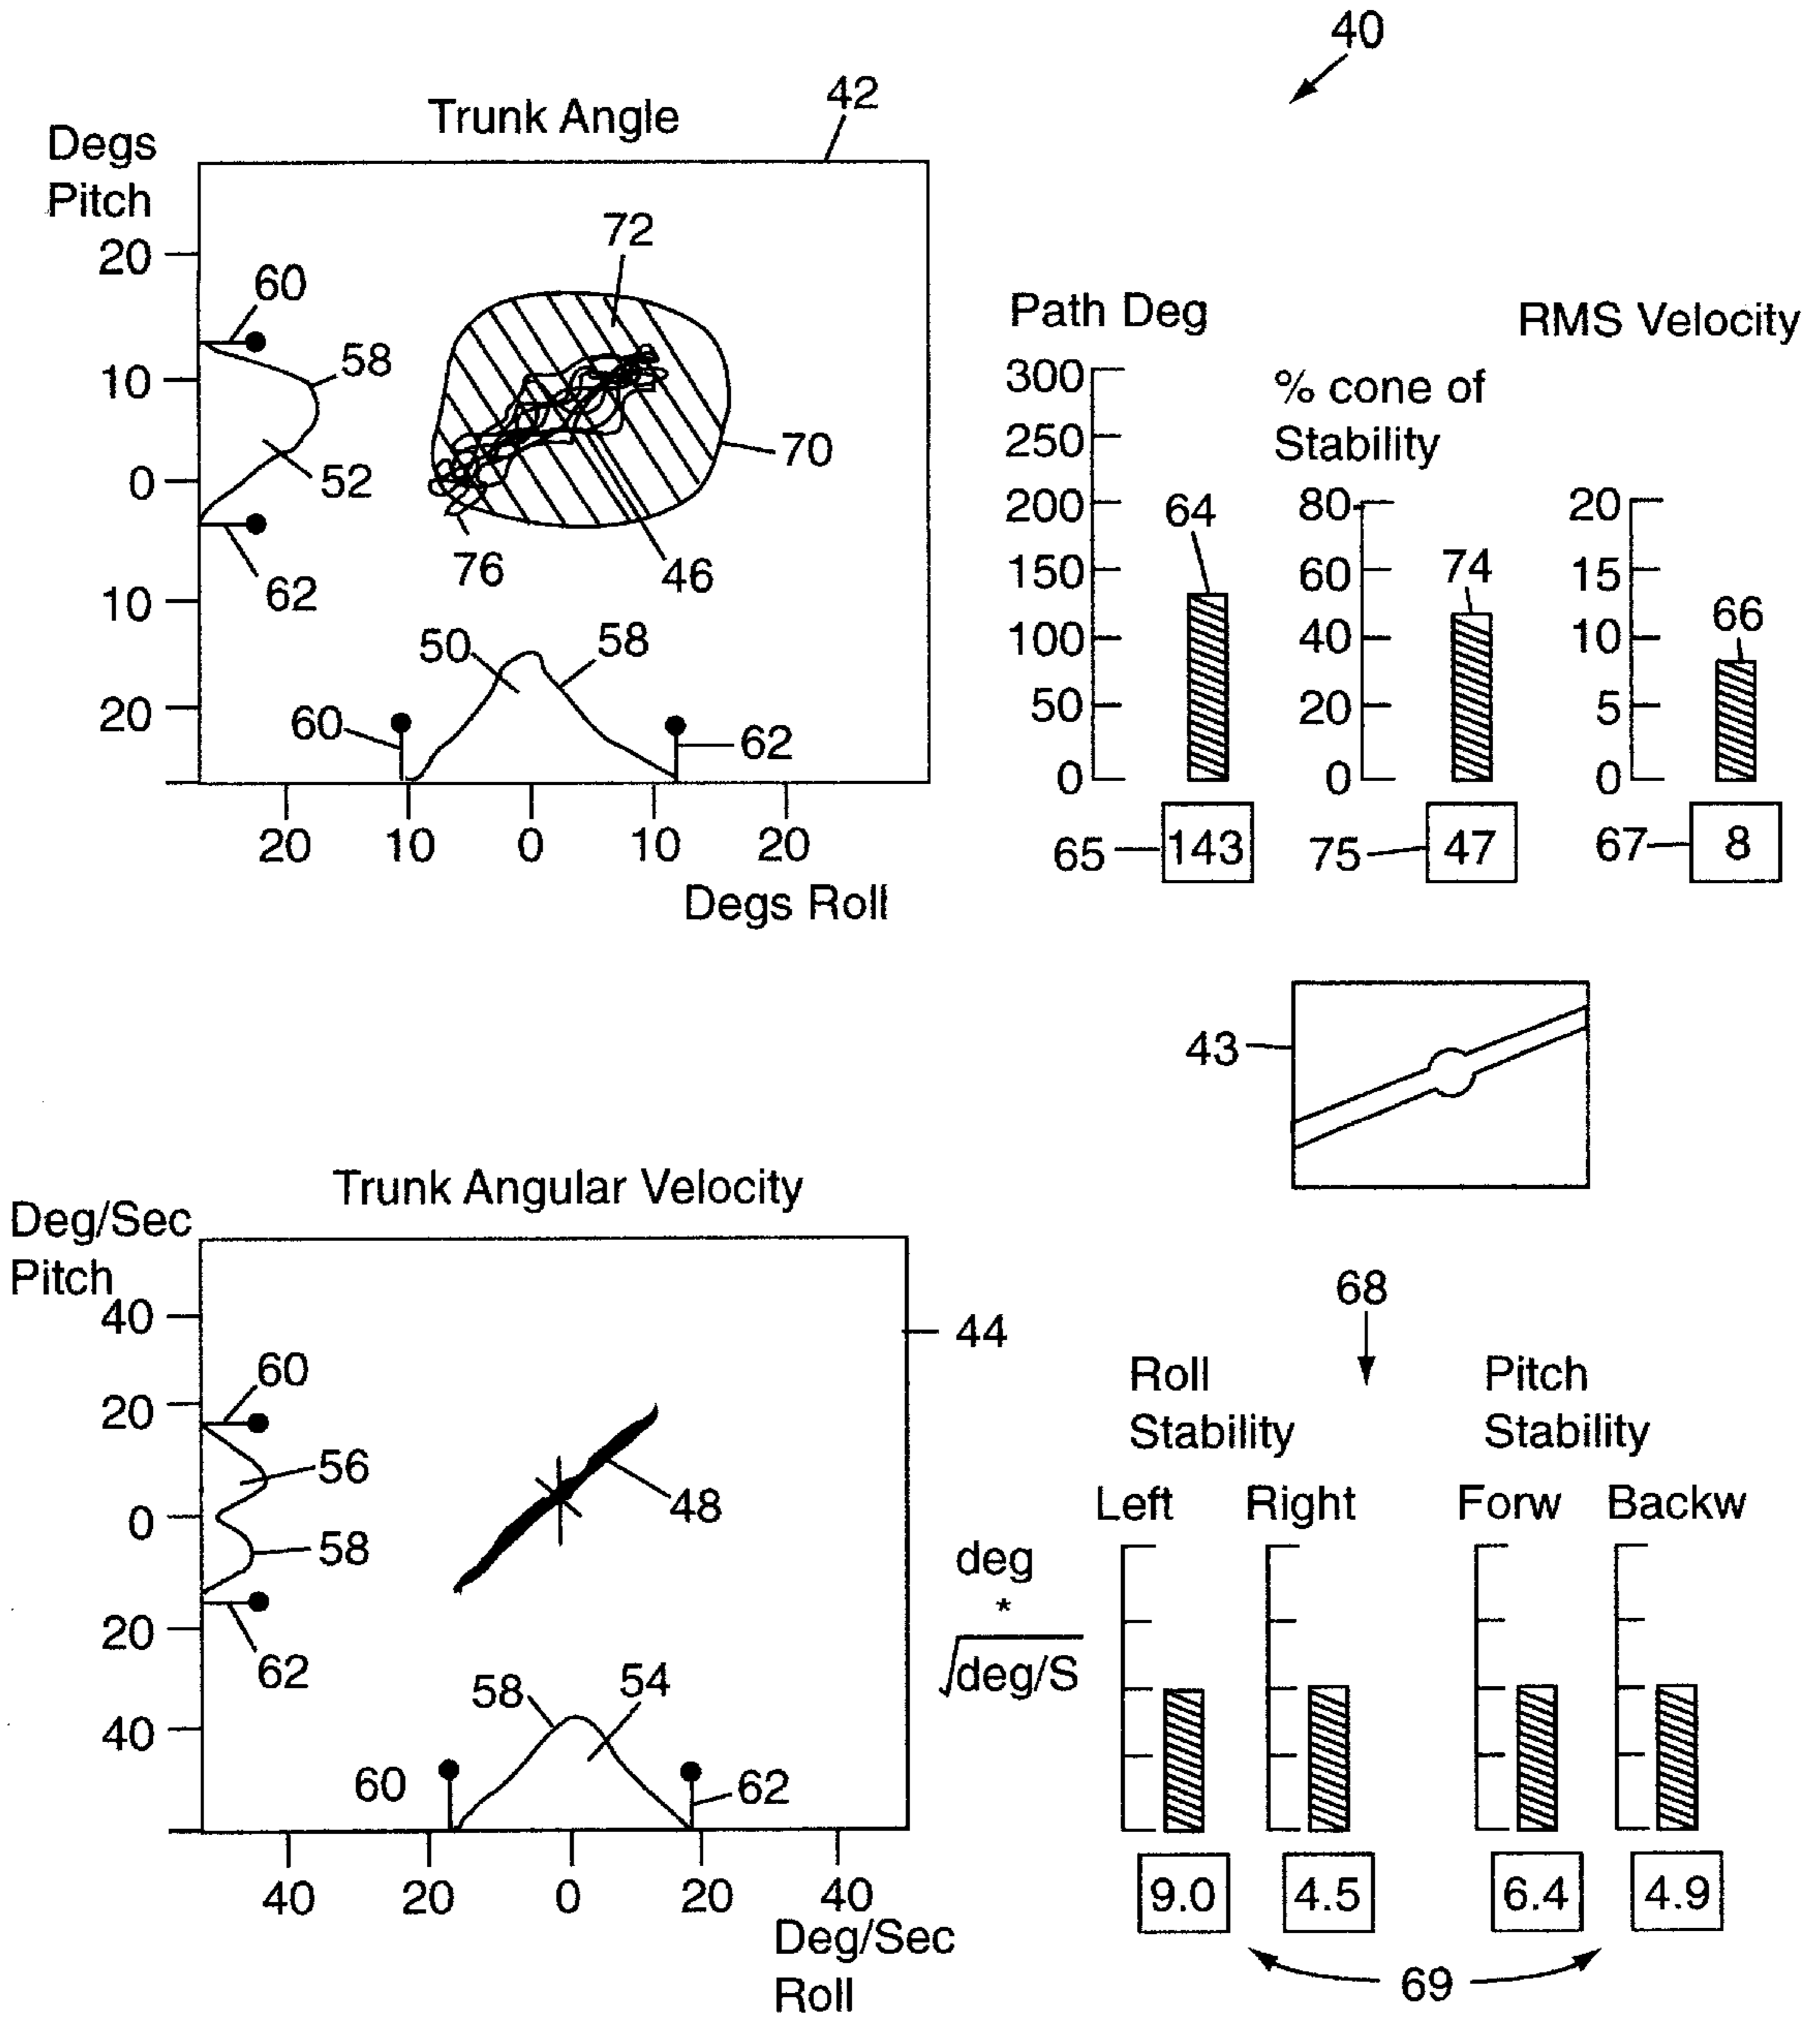 40
Trunk Angle
42
Degs
Pitch
20
10
0
10
20
60
58
52
62
72
70
76
46
50
58
60
62
20 10 0 10 20
Degs Roll
Path Deg
300
250
200
150
100
50
0
64
65
143
% cone of
Stability
80
60
40
20
0
74
75
47
RMS Velocity
20
15
10
5
0
66
67
8
43
Trunk Angular Velocity
Deg/Sec
Pitch
40
20
0
20
40
44
60
56
58
62
48
58
54
60
62
40 20 0 20 40
Deg/Sec
Roll
68
Roll
Stability
Pitch
Stability
Left Right Forw Backw
deg
*
√deg/S
9.0 4.5 6.4 4.9
69